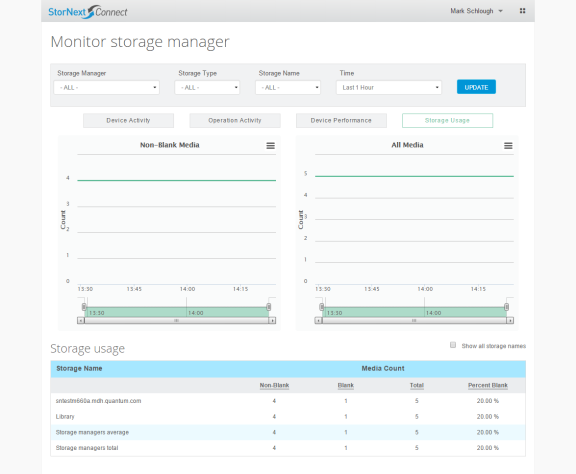 StorNext Connect
Mark Schlough
Monitor storage manager
Storage Manager Storage Type Storage Name Time
- ALL - - ALL - - ALL - Last 1 Hour UPDATE
Device Activity Operation Activity Device Performance Storage Usage
Non-Blank Media
Count
4
3
2
1
0
13:30 13:45 14:00 14:15
13:30 14:00
All Media
Count
5
4
3
2
1
0
13:30 13:45 14:00 14:15
13:30 14:00
Storage usage
Show all storage names
Storage Name Media Count
Non-Blank Blank Total Percent Blank
sntestm660a.mdh.quantum.com 4 1 5 20.00 %
Library 4 1 5 20.00 %
Storage managers average 4 1 5 20.00 %
Storage managers total 4 1 5 20.00 %